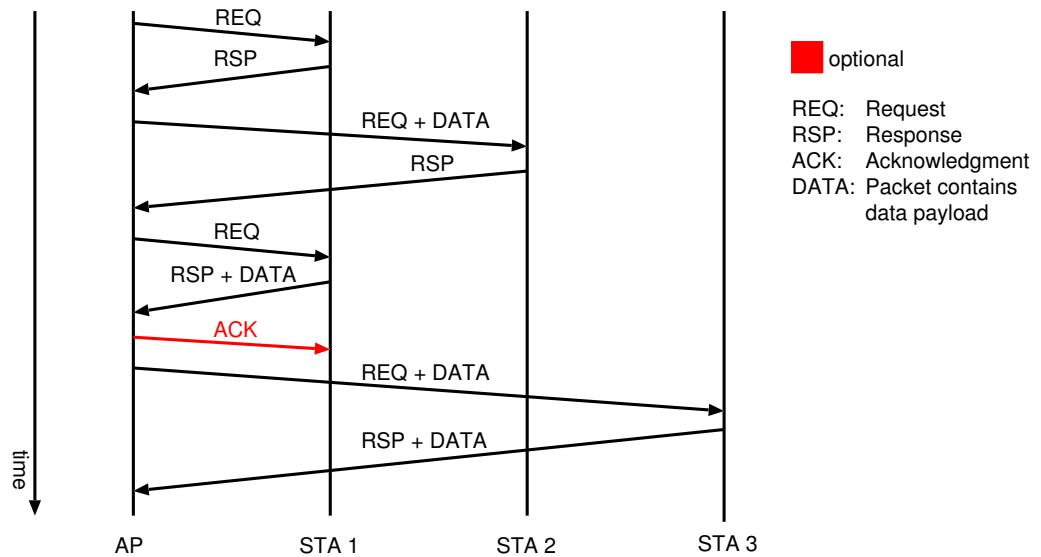 REQ
RSP
REQ + DATA
RSP
REQ
RSP + DATA
ACK
REQ + DATA
RSP + DATA
time
AP
STA 1
STA 2
STA 3
optional
REQ: Request
RSP: Response
ACK: Acknowledgment
DATA: Packet contains
data payload